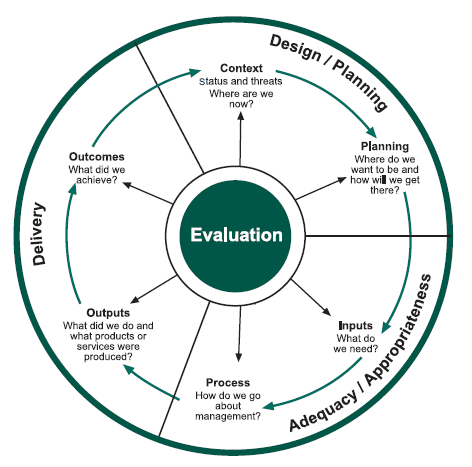 Design / Planning
Context
Status and threats
Where are we
now?
Planning
Where do we
want to be and
how will we get
there?
Outcomes
What did we
achieve?
Delivery
Evaluation
Outputs
What did we do and
what products or
services were
produced?
Inputs
What do
we need?
Process
How do we go
about
management?
Adequacy / Appropriateness